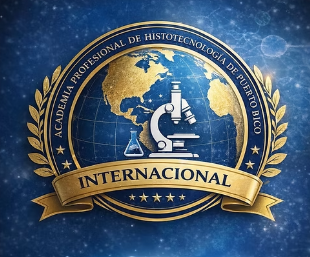 ACADEMIA PROFESIONAL DE HISTOTECNOLOGÍA DE PUERTO RICO
INTERNACIONAL